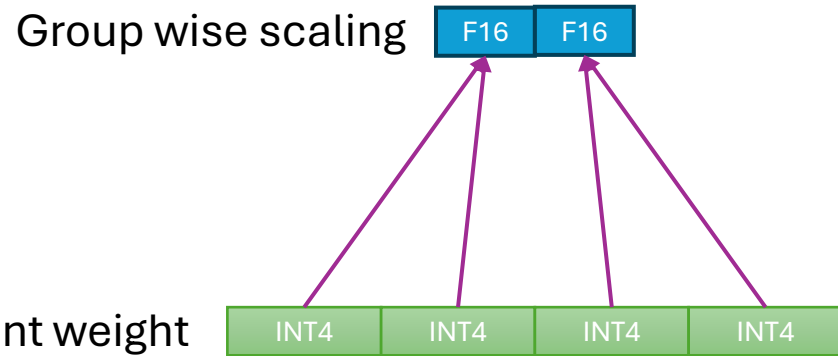 Group wise scaling F16 F16
nt weight INT4 INT4 INT4 INT4